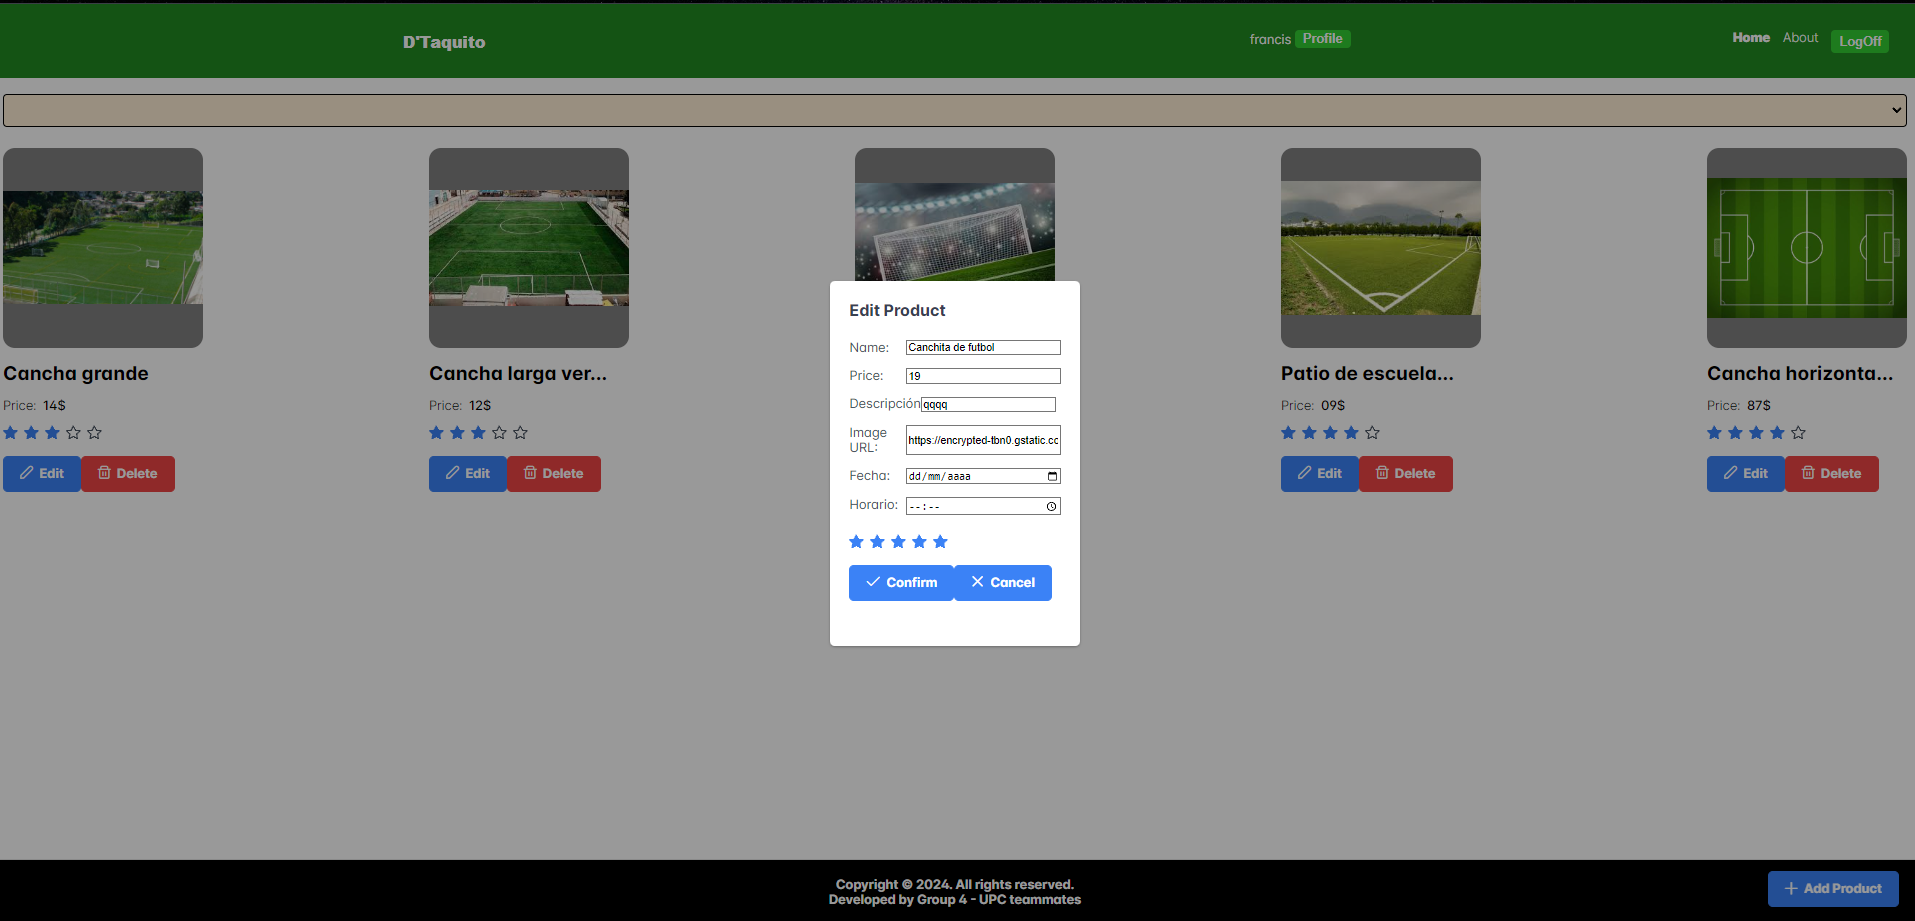 D'Taquito
francis Profile
Home About LogOff
Cancha grande
Price: 14$
Edit Delete
Cancha larga ver...
Price: 12$
Edit Delete
Edit Product
Name: Canchita de futbol
Price: 19
Descripción qqqq
Image URL: https://encrypted-tbn0.gstatic.cc
Fecha: dd/mm/aaaa
Horario: --:--
Confirm Cancel
Patio de escuela...
Price: 09$
Edit Delete
Cancha horizonta...
Price: 87$
Edit Delete
Copyright © 2024. All rights reserved.
Developed by Group 4 - UPC teammates
Add Product